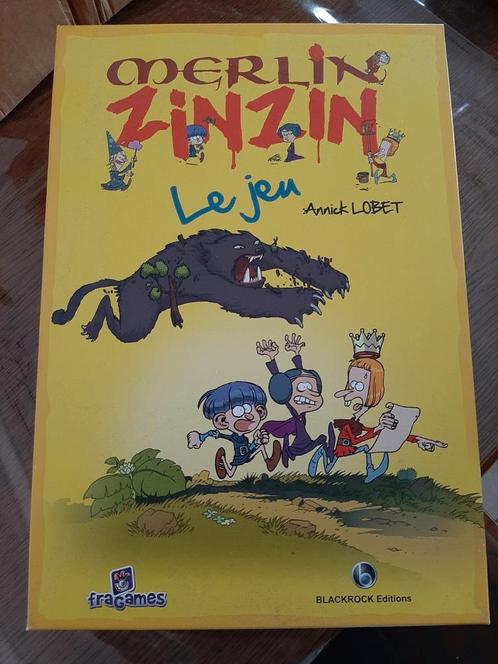 MERLIN
ZINZIN
Le jeu
Annick LOBET
fraGames
BLACKROCK Editions